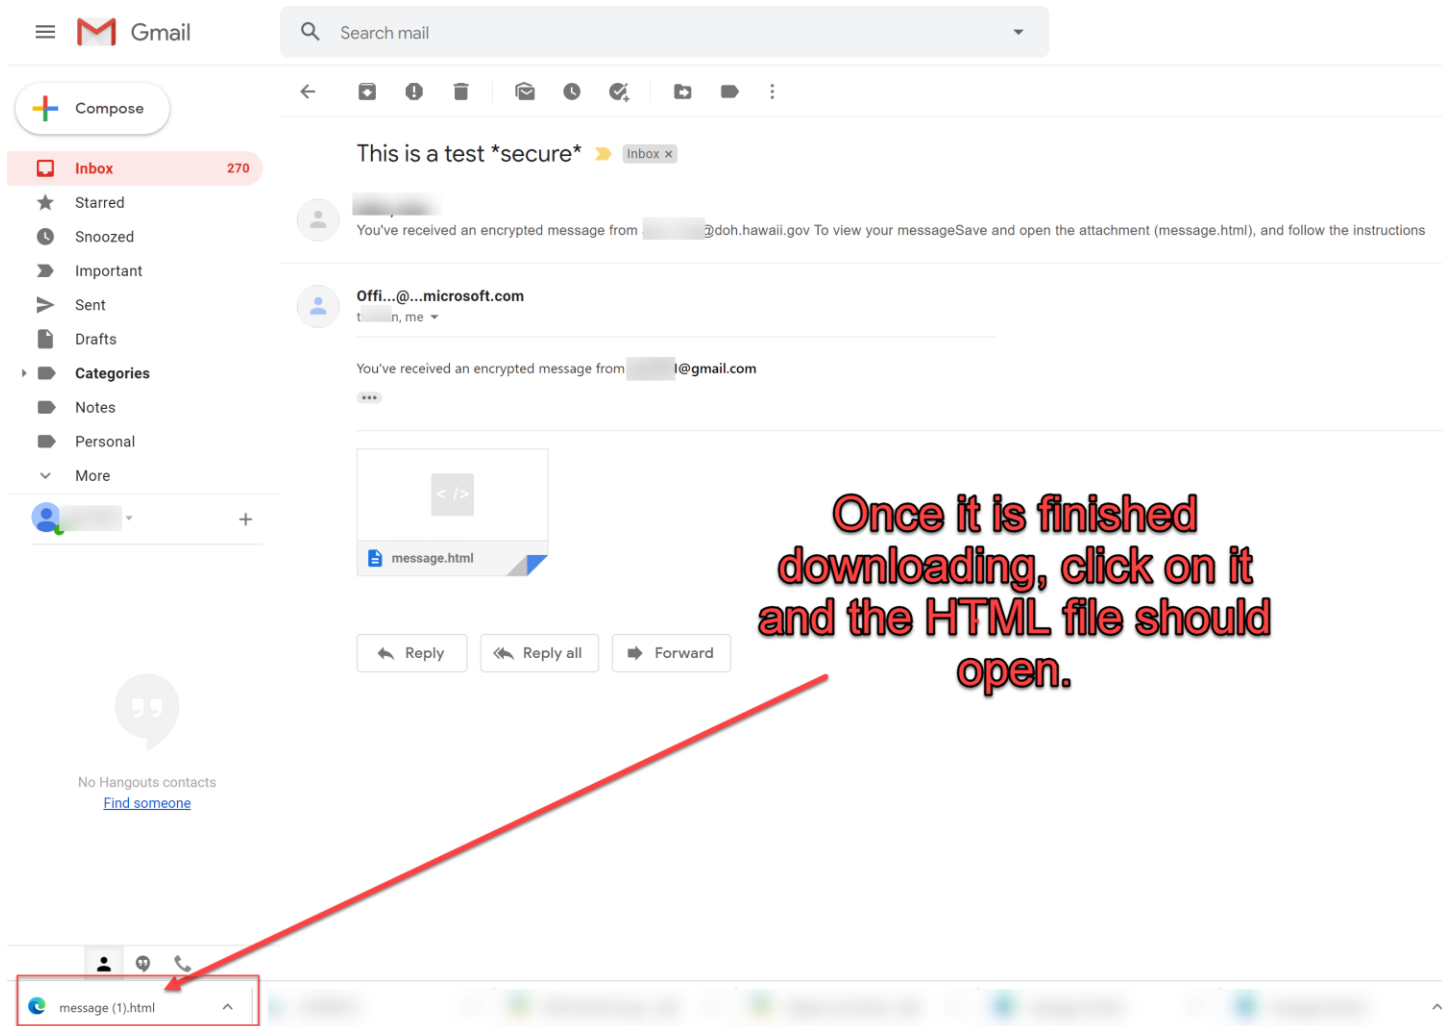 Gmail
Search mail
Compose
Inbox 270
Starred
Snoozed
Important
Sent
Drafts
Categories
Notes
Personal
More
No Hangouts contacts
Find someone
This is a test *secure* Inbox ×
You've received an encrypted message from @doh.hawaii.gov To view your messageSave and open the attachment (message.html), and follow the instructions
Offi...@...microsoft.com
t n, me
You've received an encrypted message from l@gmail.com
message.html
Reply Reply all Forward
Once it is finished
downloading, click on it
and the HTML file should
open.
message (1).html